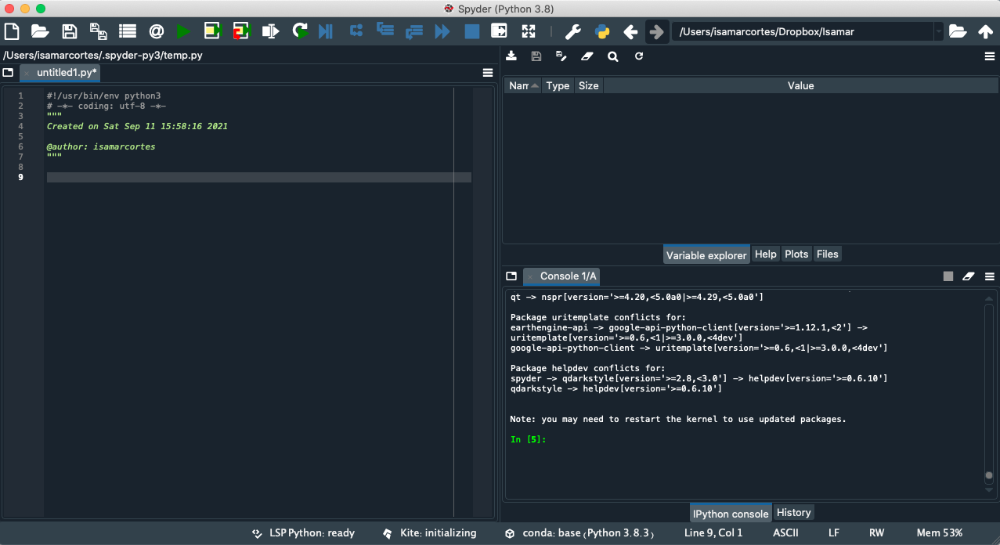 Spyder (Python 3.8)
/Users/isamarcortes/Dropbox/Isamar
/Users/isamarcortes/.spyder-py3/temp.py
untitled1.py*
1 #!/usr/bin/env python3
2 # -*- coding: utf-8 -*-
3 """
4 Created on Sat Sep 11 15:58:16 2021
5
6 @author: isamarcortes
7 """
8
9
Nam Type Size Value
Variable explorer Help Plots Files
Console 1/A
qt -> nspr[version='>=4.20,<5.0a0|>=4.29,<5.0a0']
Package uritemplate conflicts for:
earthengine-api -> google-api-python-client[version='>=1.12.1,<2'] ->
uritemplate[version='>=0.6,<1|>=3.0.0,<4dev']
google-api-python-client -> uritemplate[version='>=0.6,<1|>=3.0.0,<4dev']
Package helpdev conflicts for:
spyder -> qdarkstyle[version='>=2.8,<3.0'] -> helpdev[version='>=0.6.10']
qdarkstyle -> helpdev[version='>=0.6.10']
Note: you may need to restart the kernel to use updated packages.
In [5]:
IPython console History
LSP Python: ready Kite: initializing conda: base (Python 3.8.3) Line 9, Col 1 ASCII LF RW Mem 53%